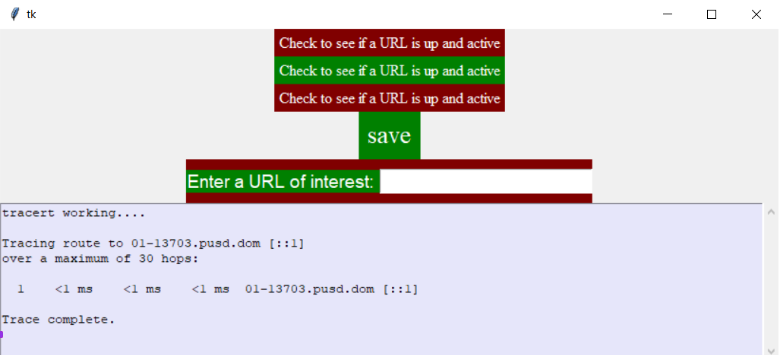 tk
Check to see if a URL is up and active
Check to see if a URL is up and active
Check to see if a URL is up and active
save
Enter a URL of interest:
tracert working....
Tracing route to 01-13703.pusd.dom [::1]
over a maximum of 30 hops:
1 <1 ms <1 ms <1 ms 01-13703.pusd.dom [::1]
Trace complete.